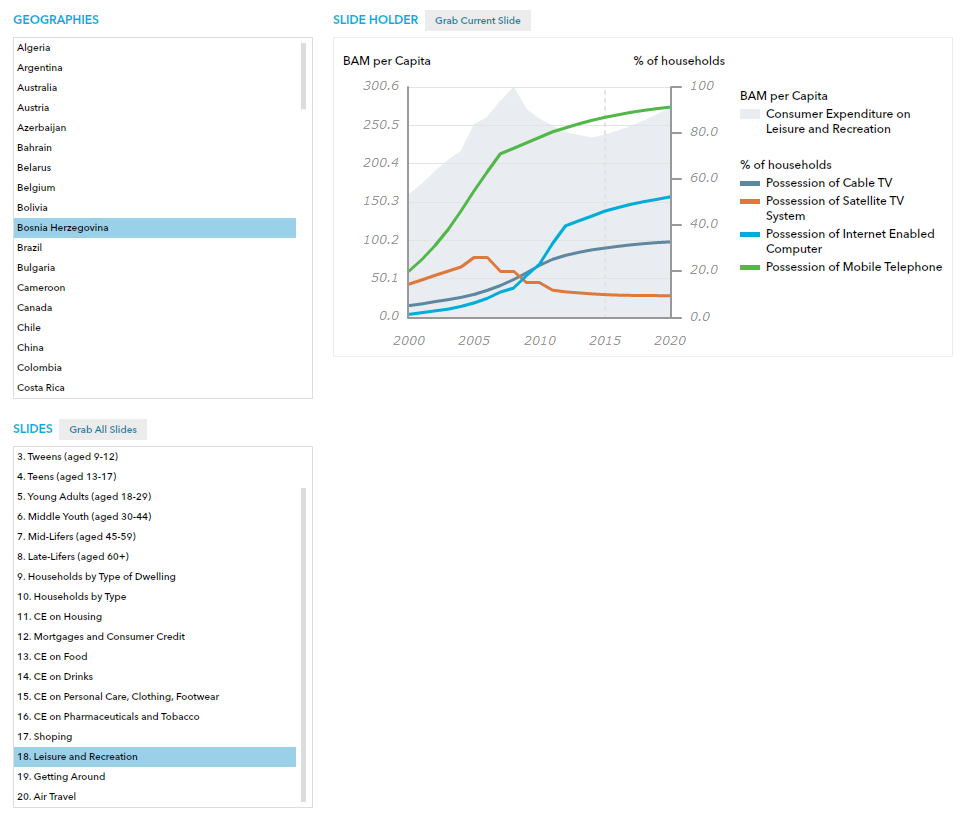 GEOGRAPHIES
Algeria
Argentina
Australia
Austria
Azerbaijan
Bahrain
Belarus
Belgium
Bolivia
Bosnia Herzegovina
Brazil
Bulgaria
Cameroon
Canada
Chile
China
Colombia
Costa Rica
SLIDES Grab All Slides
3. Tweens (aged 9-12)
4. Teens (aged 13-17)
5. Young Adults (aged 18-29)
6. Middle Youth (aged 30-44)
7. Mid-Lifers (aged 45-59)
8. Late-Lifers (aged 60+)
9. Households by Type of Dwelling
10. Households by Type
11. CE on Housing
12. Mortgages and Consumer Credit
13. CE on Food
14. CE on Drinks
15. CE on Personal Care, Clothing, Footwear
16. CE on Pharmaceuticals and Tobacco
17. Shoping
18. Leisure and Recreation
19. Getting Around
20. Air Travel
SLIDE HOLDER Grab Current Slide
BAM per Capita % of households
300.6 100
250.5 80.0
200.4
150.3 60.0
100.2 40.0
50.1 20.0
0.0 0.0
2000 2005 2010 2015 2020
BAM per Capita
Consumer Expenditure on
Leisure and Recreation
% of households
Possession of Cable TV
Possession of Satellite TV
System
Possession of Internet Enabled
Computer
Possession of Mobile Telephone